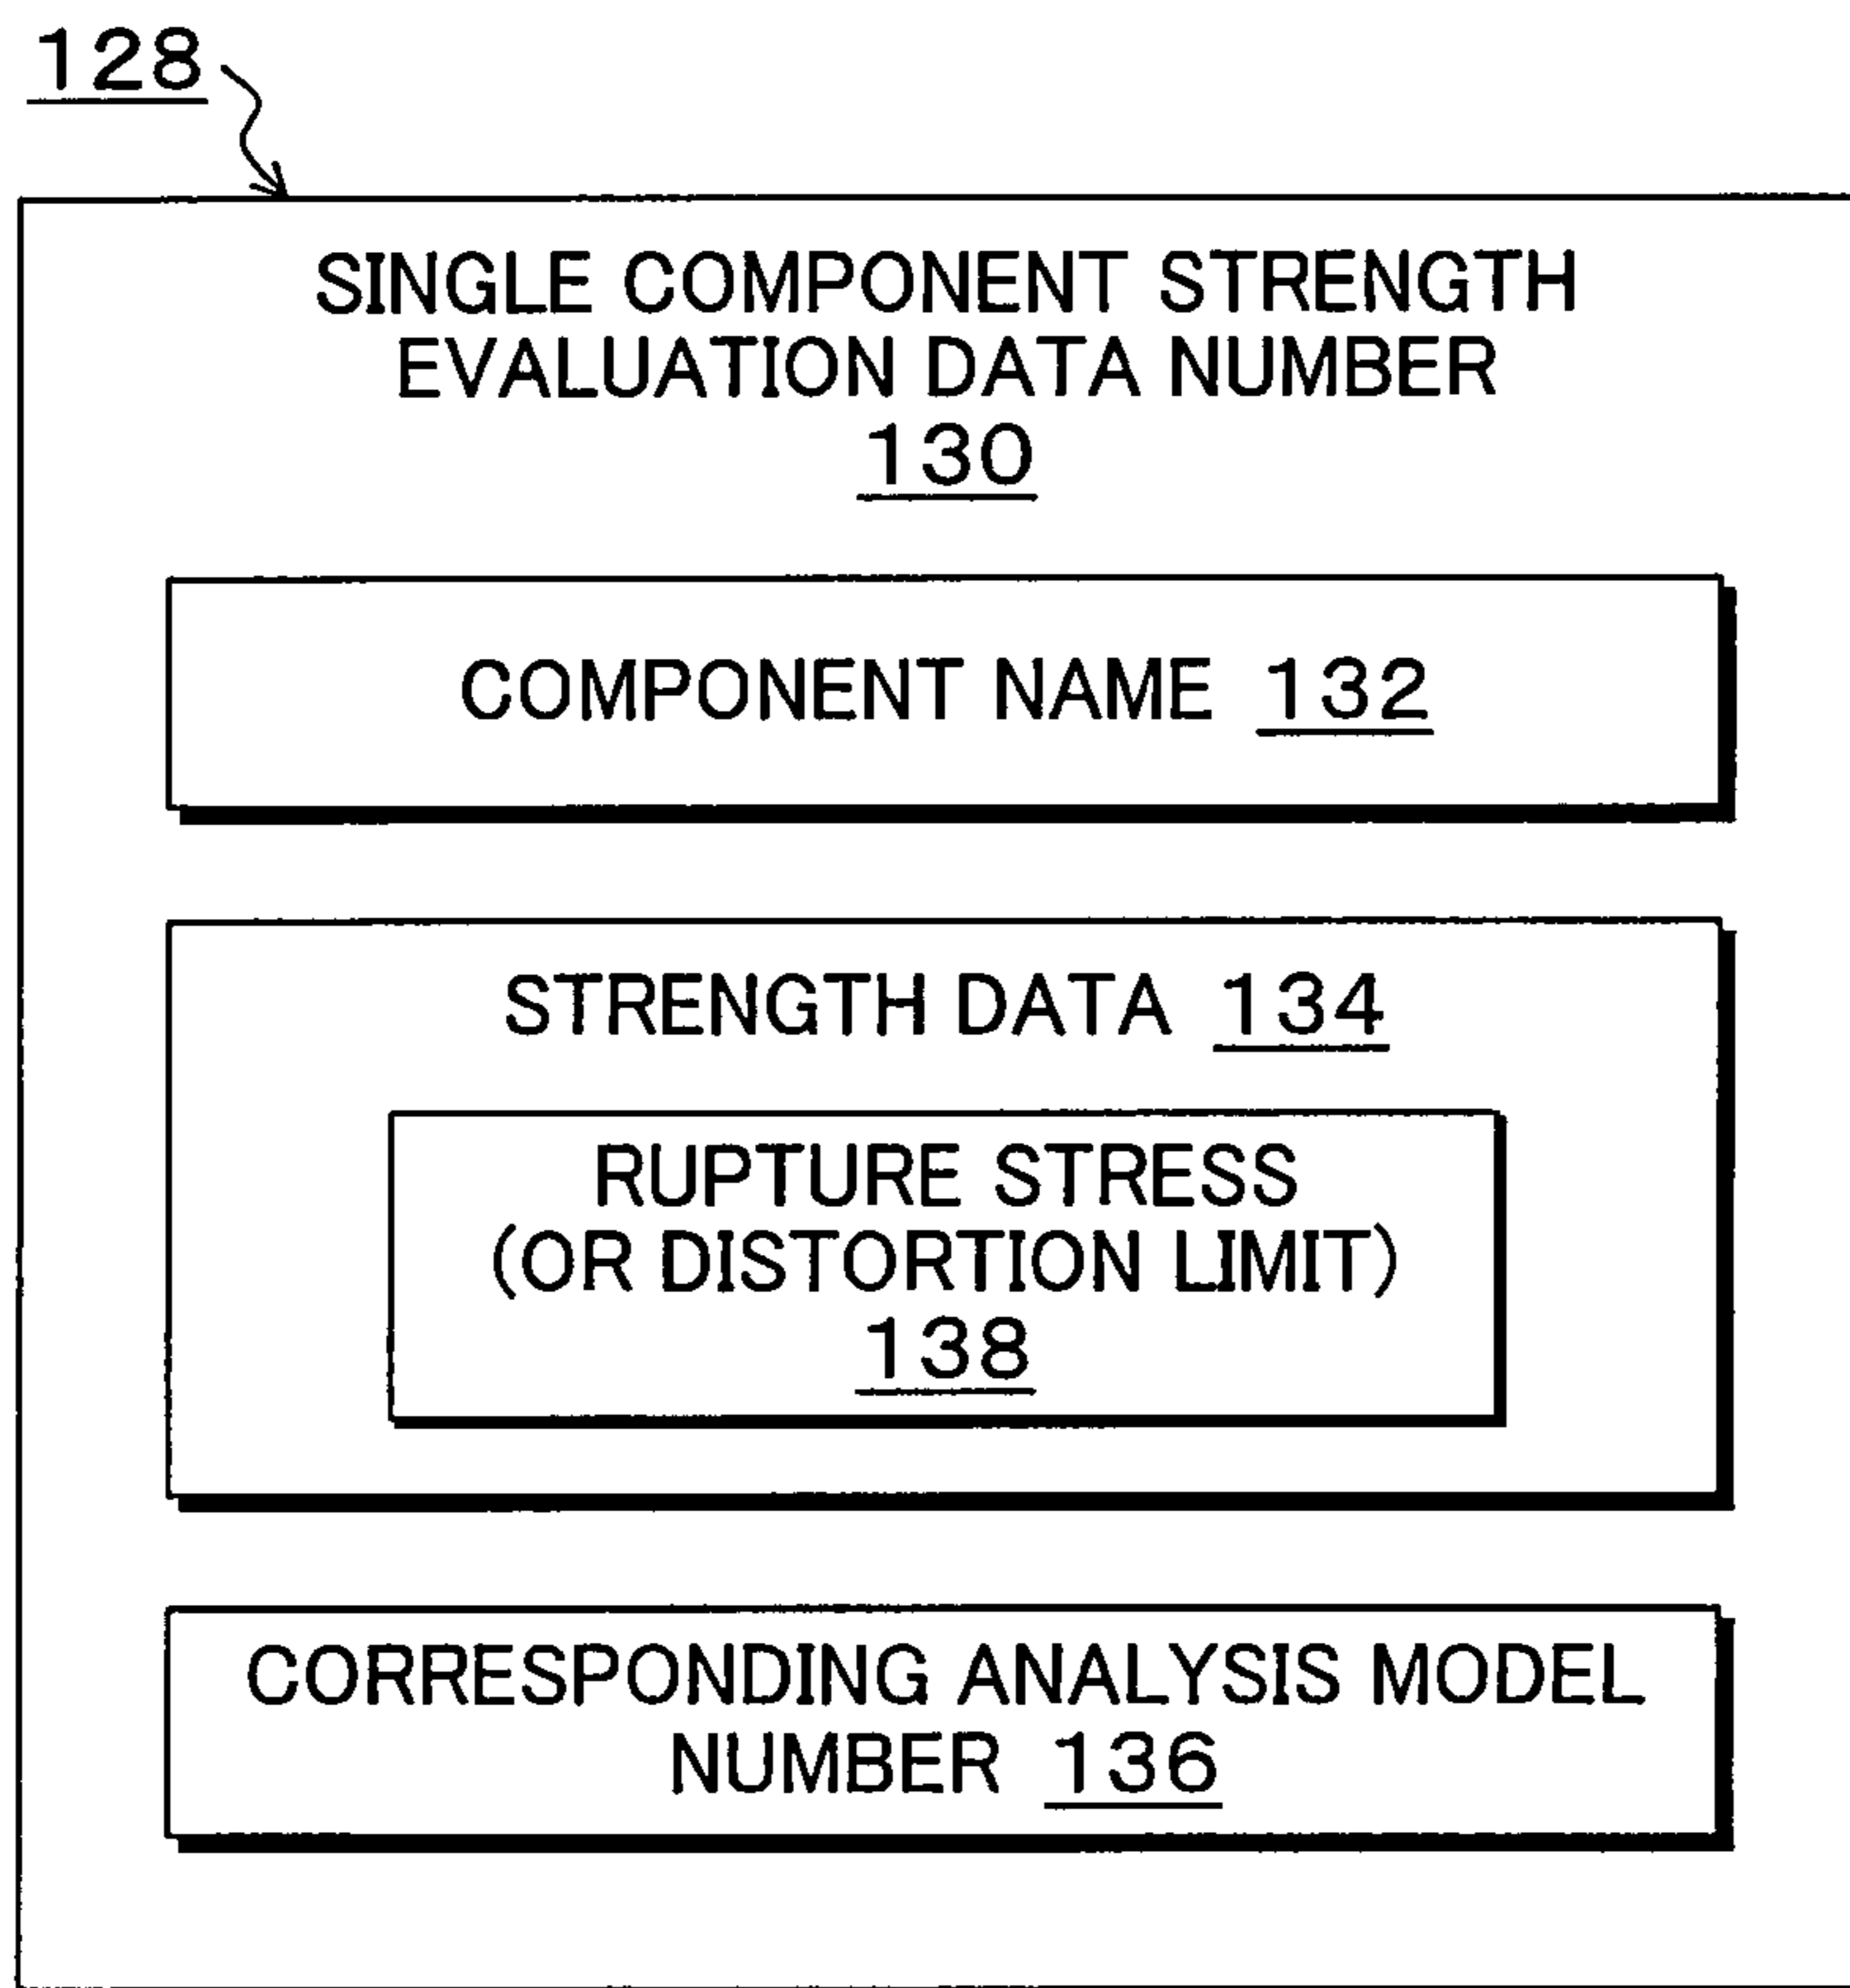 128
SINGLE COMPONENT STRENGTH
EVALUATION DATA NUMBER
130
COMPONENT NAME 132
STRENGTH DATA 134
RUPTURE STRESS
(OR DISTORTION LIMIT)
138
CORRESPONDING ANALYSIS MODEL
NUMBER 136